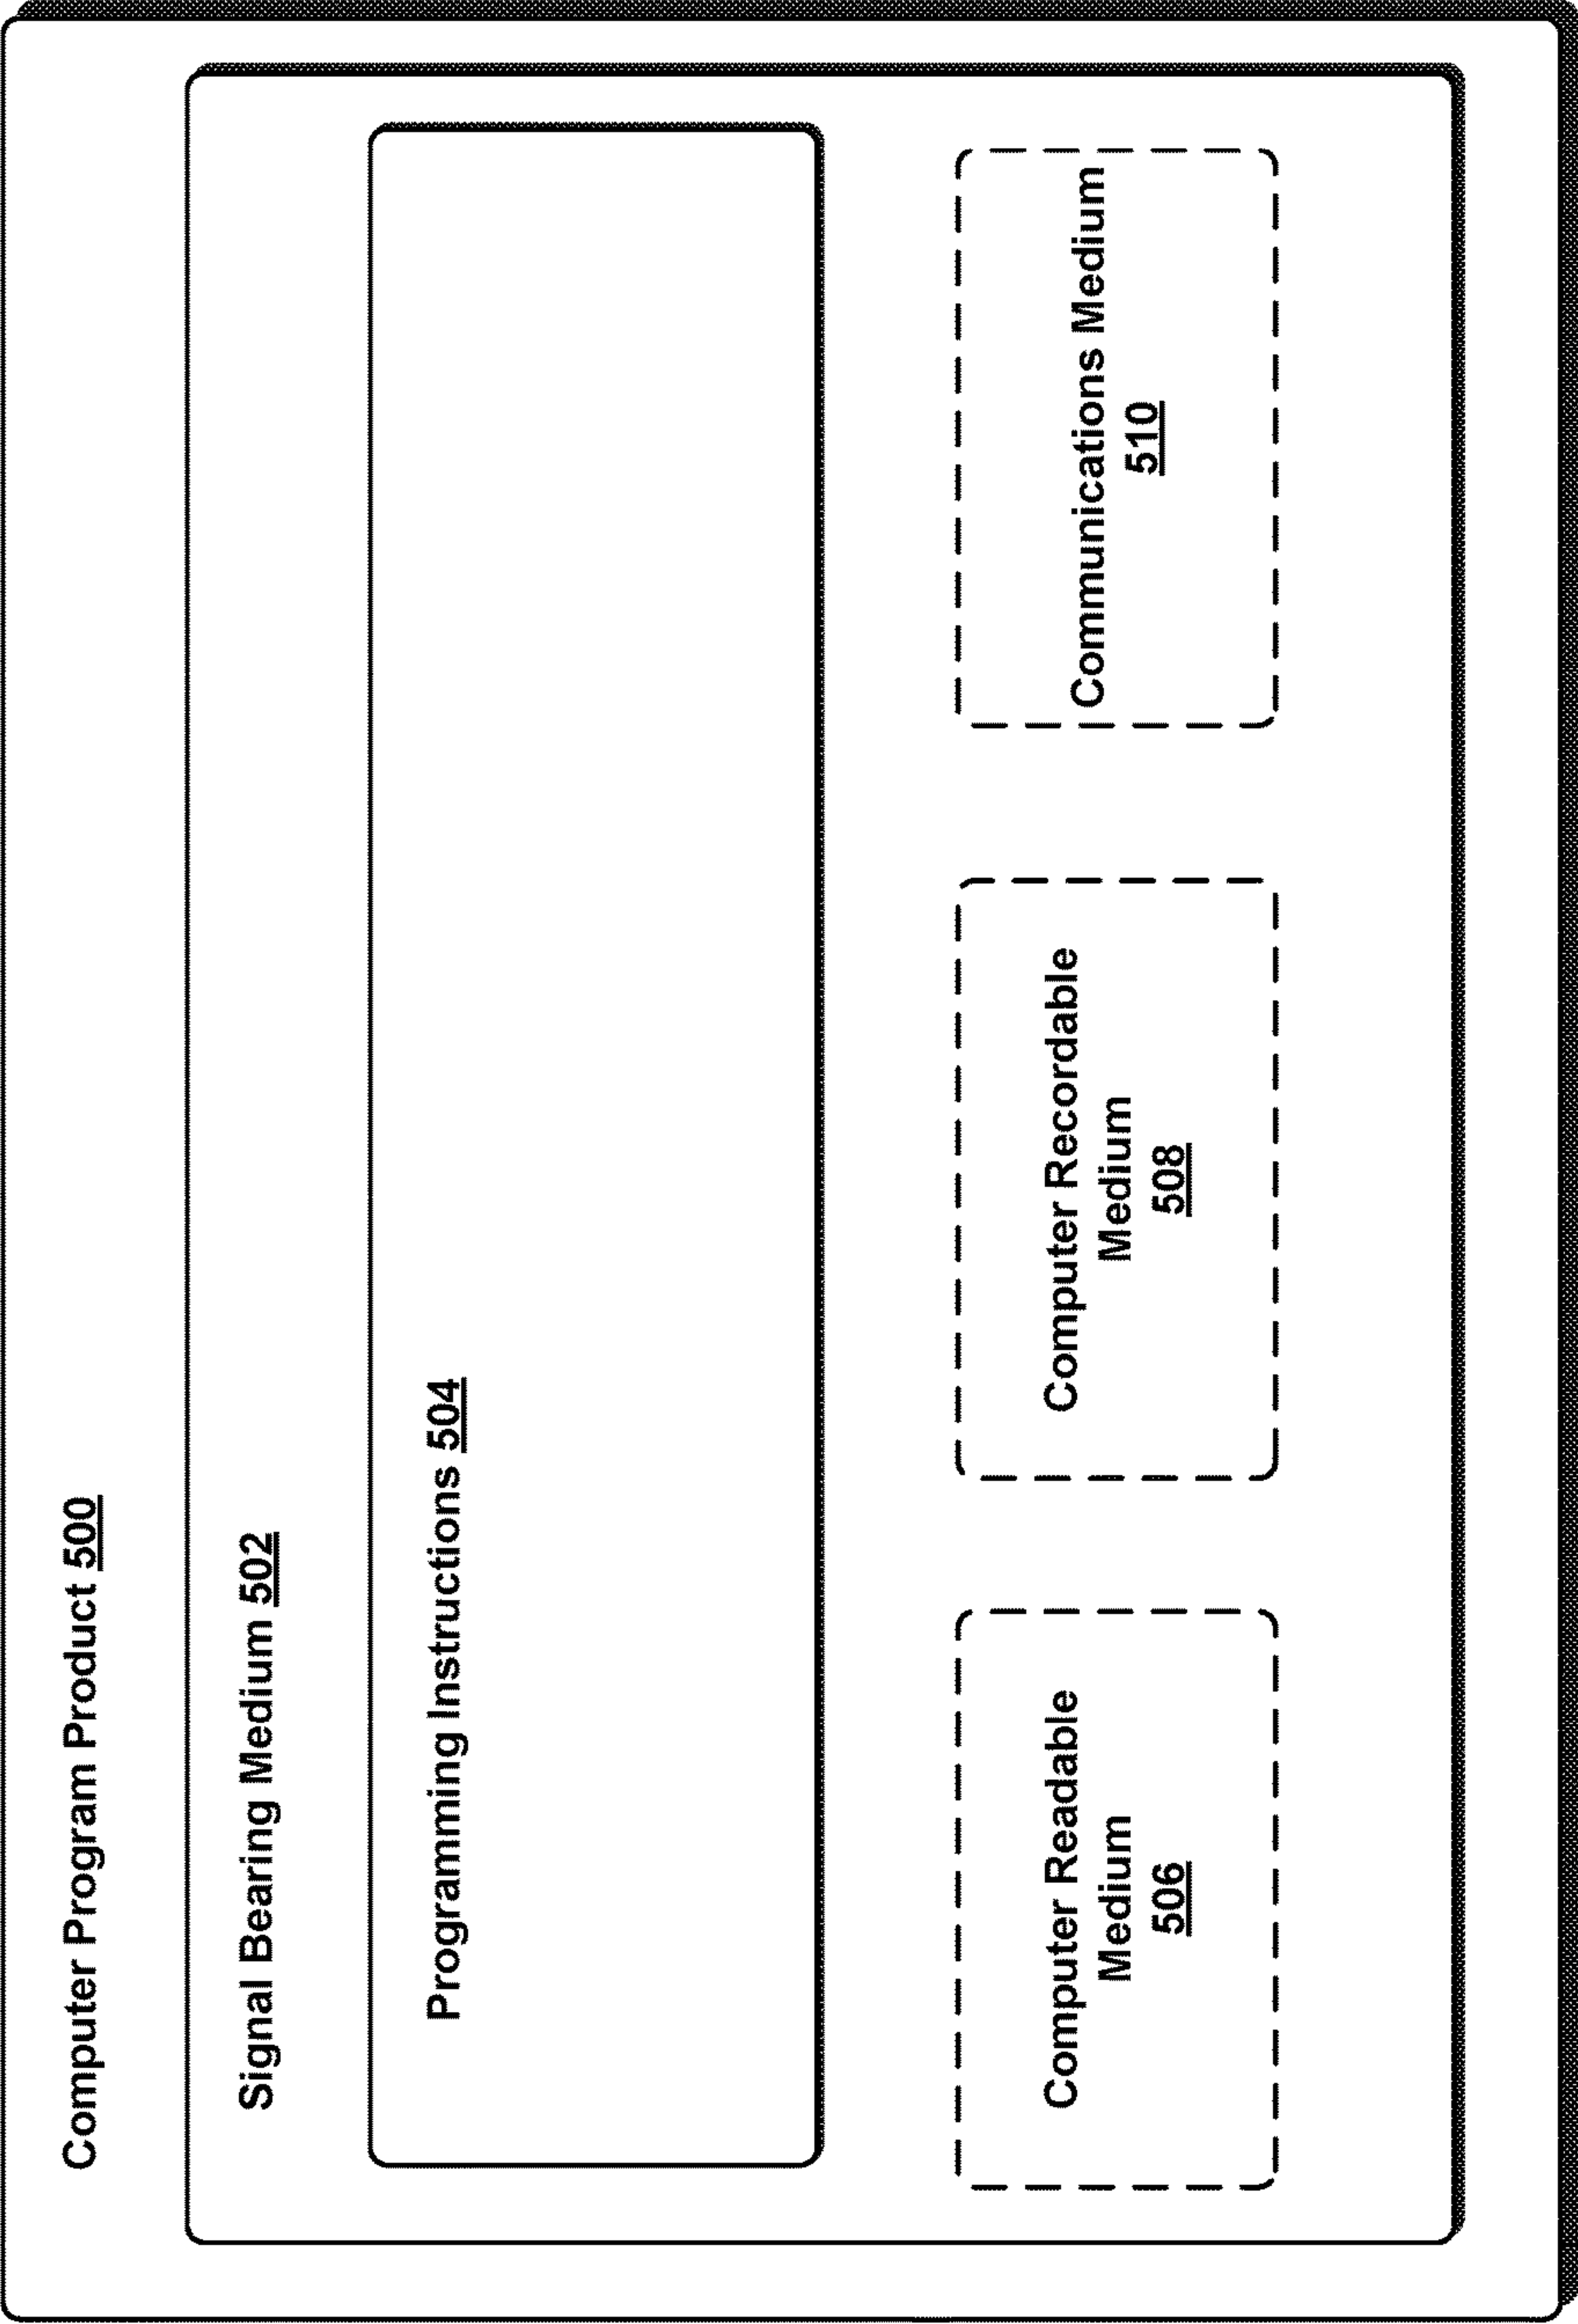 Computer Program Product 500
Signal Bearing Medium 502
Programming Instructions 504
Computer Readable
Medium
506
Computer Recordable
Medium
508
Communications Medium
510